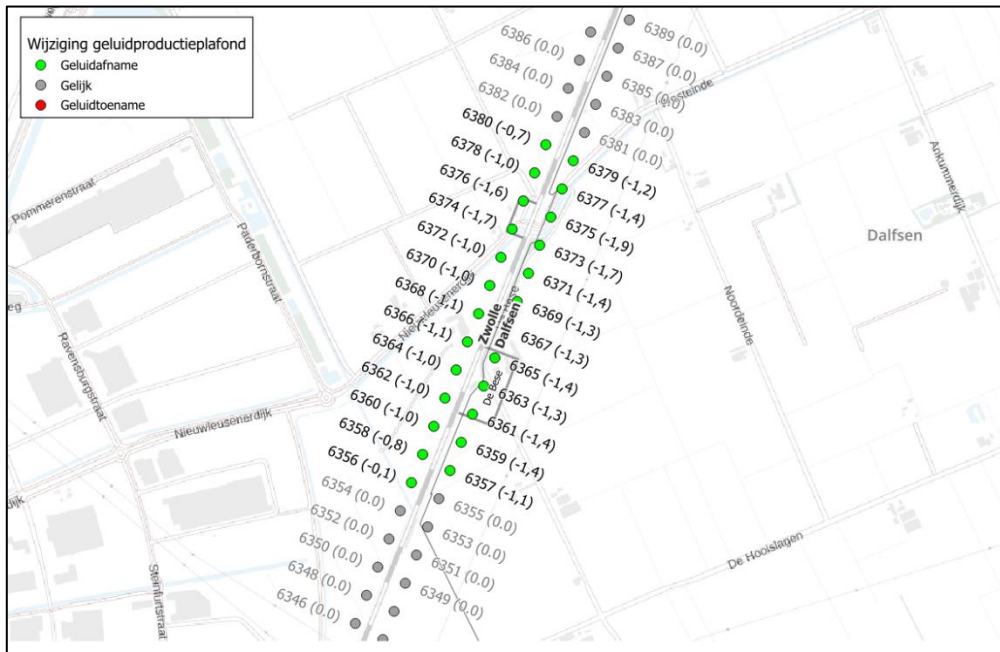 Wijziging geluidproductieplafond
Geluidafname
Gelijk
Geluidtoename
6386 (0.0)
6384 (0.0)
6382 (0.0)
6380 (-0,7)
6378 (-1,0)
6376 (-1,6)
6374 (-1,7)
6372 (-1,0)
6370 (-1,0)
6368 (-1,1)
6366 (-1,1)
6364 (-1,0)
6362 (-1,0)
6360 (-1,0)
6358 (-0,8)
6356 (-0,1)
6354 (0.0)
6352 (0.0)
6350 (0.0)
6348 (0.0)
6346 (0.0)
6389 (0.0)
6387 (0.0)
6385 (0.0)
6383 (0.0)
6381 (0.0)
6379 (-1,2)
6377 (-1,4)
6375 (-1,9)
6373 (-1,7)
6371 (-1,4)
6369 (-1,3)
6367 (-1,3)
6365 (-1,4)
6363 (-1,3)
6361 (-1,4)
6359 (-1,4)
6357 (-1,1)
6355 (0.0)
6353 (0.0)
6351 (0.0)
6349 (0.0)
Pommerenstraat
Paderbornstraat
Ravensburgstraat
Nieuwleusenerdijk
Steinfurtstraat
Zwolle
Dalfsen
De Bese
Ankummerdijk
Dalfsen
Noordeinde
De Hooislagen